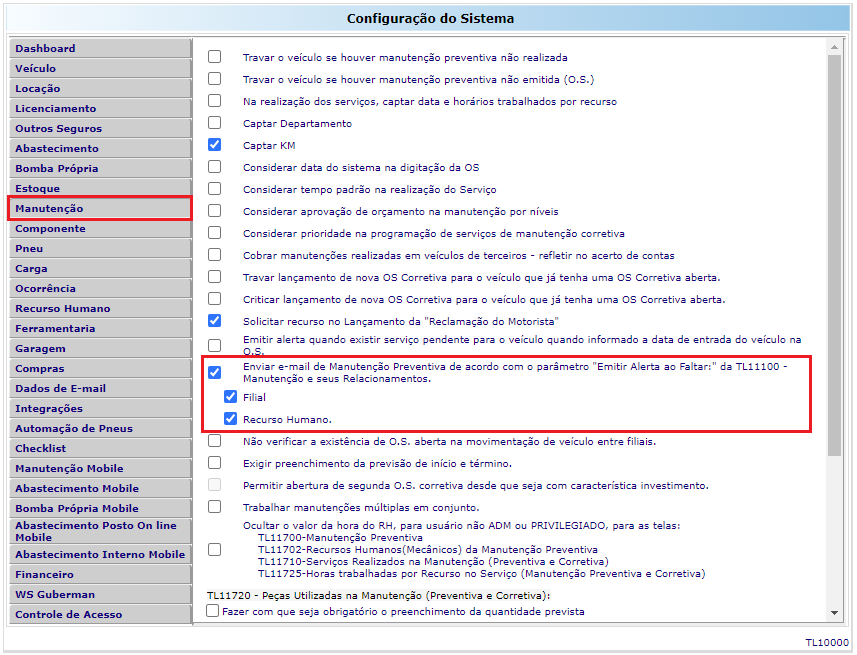 Configuração do Sistema
Dashboard
Veículo
Locação
Licenciamento
Outros Seguros
Abastecimento
Bomba Própria
Estoque
Manutenção
Componente
Pneu
Carga
Ocorrência
Recurso Humano
Ferramentaria
Garagem
Compras
Dados de E-mail
Integrações
Automação de Pneus
Checklist
Manutenção Mobile
Abastecimento Mobile
Bomba Própria Mobile
Abastecimento Posto On line
Mobile
Abastecimento Interno Mobile
Financeiro
WS Guberman
Controle de Acesso
Travar o veículo se houver manutenção preventiva não realizada
Travar o veículo se houver manutenção preventiva não emitida (O.S.)
Na realização dos serviços, captar data e horários trabalhados por recurso
Captar Departamento
Captar KM
Considerar data do sistema na digitação da OS
Considerar tempo padrão na realização do Serviço
Considerar aprovação de orçamento na manutenção por níveis
Considerar prioridade na programação de serviços de manutenção corretiva
Cobrar manutenções realizadas em veículos de terceiros - refletir no acerto de contas
Travar lançamento de nova OS Corretiva para o veículo que já tenha uma OS Corretiva aberta.
Criticar lançamento de nova OS Corretiva para o veículo que já tenha uma OS Corretiva aberta.
Solicitar recurso no Lançamento da "Reclamação do Motorista"
Emitir alerta quando existir serviço pendente para o veículo quando informado a data de entrada do veículo na
O.S.
Enviar e-mail de Manutenção Preventiva de acordo com o parâmetro "Emitir Alerta ao Faltar:" da TL11100 -
Manutenção e seus Relacionamentos.
Filial
Recurso Humano.
Não verificar a existência de O.S. aberta na movimentação de veículo entre filiais.
Exigir preenchimento da previsão de início e término.
Permitir abertura de segunda O.S. corretiva desde que seja com característica investimento.
Trabalhar manutenções múltiplas em conjunto.
Ocultar o valor da hora do RH, para usuário não ADM ou PRIVILEGIADO, para as telas:
TL11700-Manutenção Preventiva
TL11702-Recursos Humanos(Mecânicos) da Manutenção Preventiva
TL11710-Serviços Realizados na Manutenção (Preventiva e Corretiva)
TL11725-Horas trabalhadas por Recurso no Serviço (Manutenção Preventiva e Corretiva)
TL11720 - Peças Utilizadas na Manutenção (Preventiva e Corretiva):
Fazer com que seja obrigatório o preenchimento da quantidade prevista
TL10000